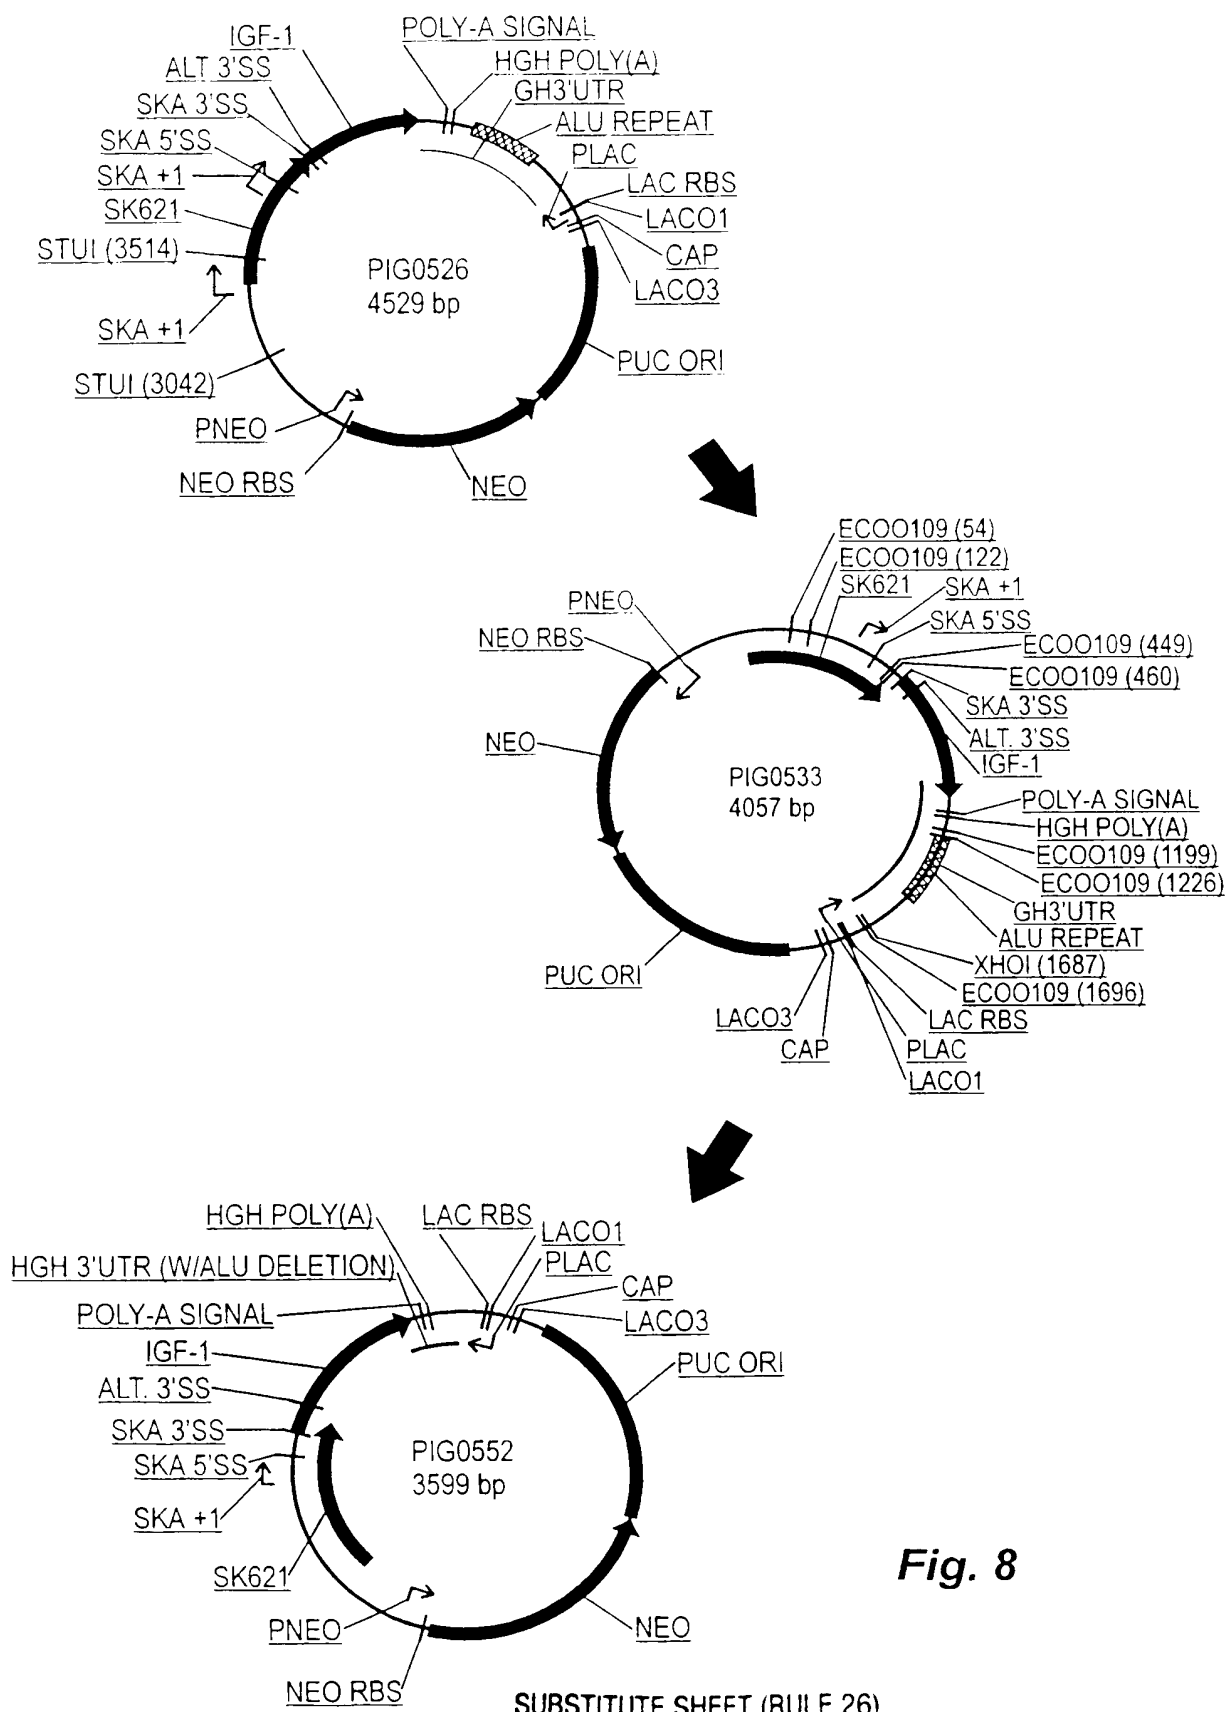 IGF-1
ALT 3'SS
SKA 3'SS
SKA 5'SS
SKA +1
SK621
STUI (3514)
SKA +1
STUI (3042)
PNEO
NEO RBS
NEO
POLY-A SIGNAL
HGH POLY(A)
GH3'UTR
ALU REPEAT
PLAC
LAC RBS
LACO1
CAP
LACO3
PUC ORI
PIG0526
4529 bp
ECOO109 (54)
ECOO109 (122)
SK621
SKA +1
SKA 5'SS
ECOO109 (449)
ECOO109 (460)
SKA 3'SS
ALT. 3'SS
IGF-1
POLY-A SIGNAL
HGH POLY(A)
ECOO109 (1199)
ECOO109 (1226)
GH3'UTR
ALU REPEAT
XHOI (1687)
ECOO109 (1696)
LAC RBS
PLAC
LACO1
LACO3
CAP
PUC ORI
NEO
NEO RBS
PNEO
PIG0533
4057 bp
HGH POLY(A)
HGH 3'UTR (W/ALU DELETION)
POLY-A SIGNAL
IGF-1
ALT. 3'SS
SKA 3'SS
SKA 5'SS
SKA +1
SK621
PNEO
NEO RBS
LAC RBS
LACO1
PLAC
CAP
LACO3
PUC ORI
NEO
PIG0552
3599 bp
Fig. 8
SUBSTITUTE SHEET (RULE 26)